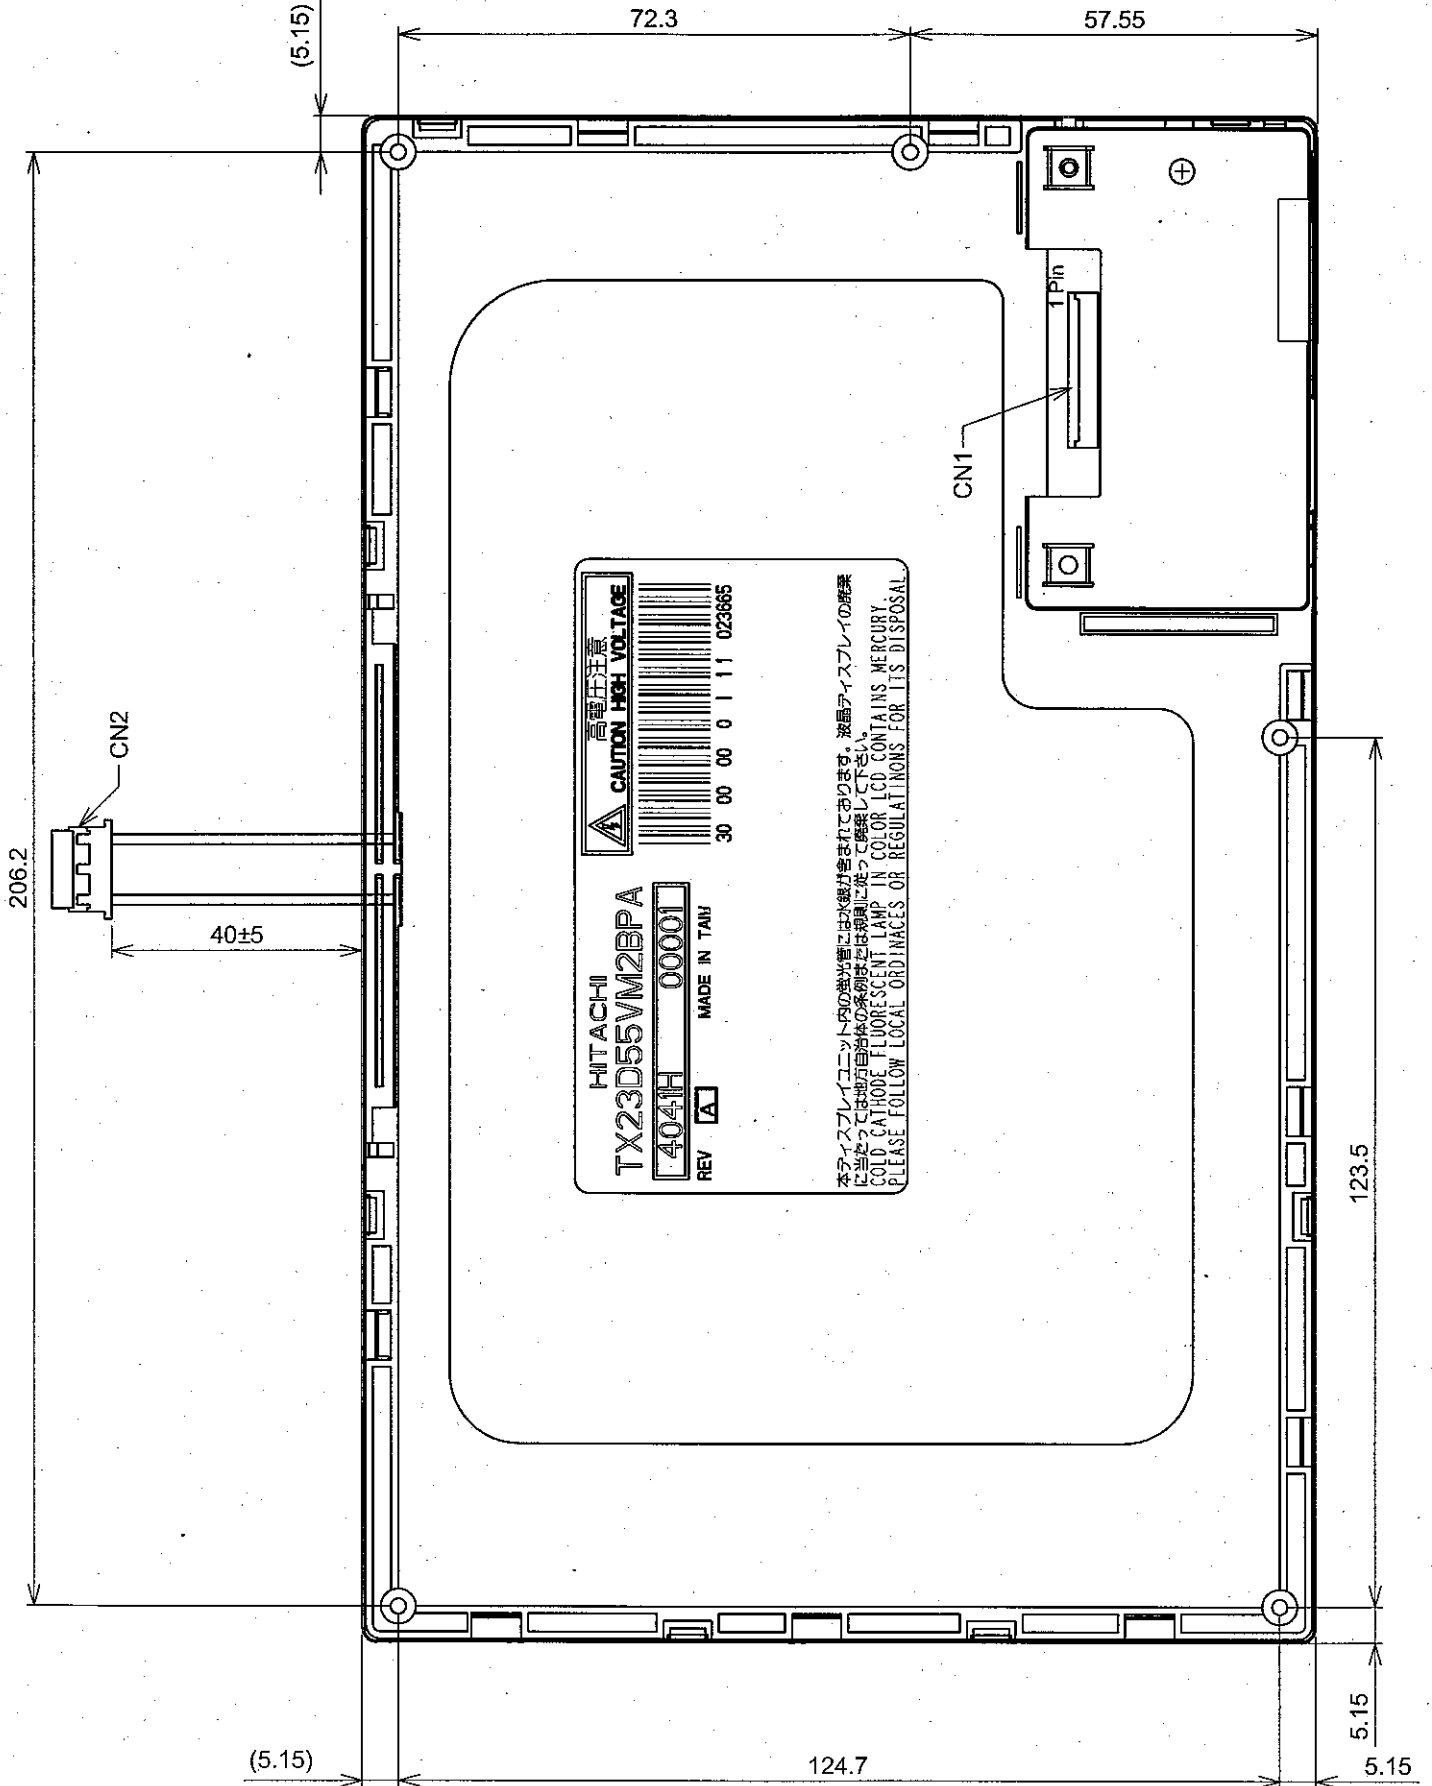 72.3
57.55
(5.15)
1 Pin
CN1
CN2
206.2
40±5
HITACHI
TX23D55VM2BPA
4041H 00001
REV A MADE IN TAIW
高電圧注意
CAUTION HIGH VOLTAGE
30 00 00 0 I 11 023665
本ディスプレイユニット内の蛍光管には水銀が含まれております。液晶ディスプレイの廃棄
に当たっては地方自治体の条例または規則に従って廃棄して下さい。
COLD CATHODE FLUORESCENT LAMP IN COLOR LCD CONTAINS MERCURY
PLEASE FOLLOW LOCAL ORDINACES OR REGULATINONS FOR ITS DISPOSAL
123.5
5.15
(5.15)
124.7
5.15